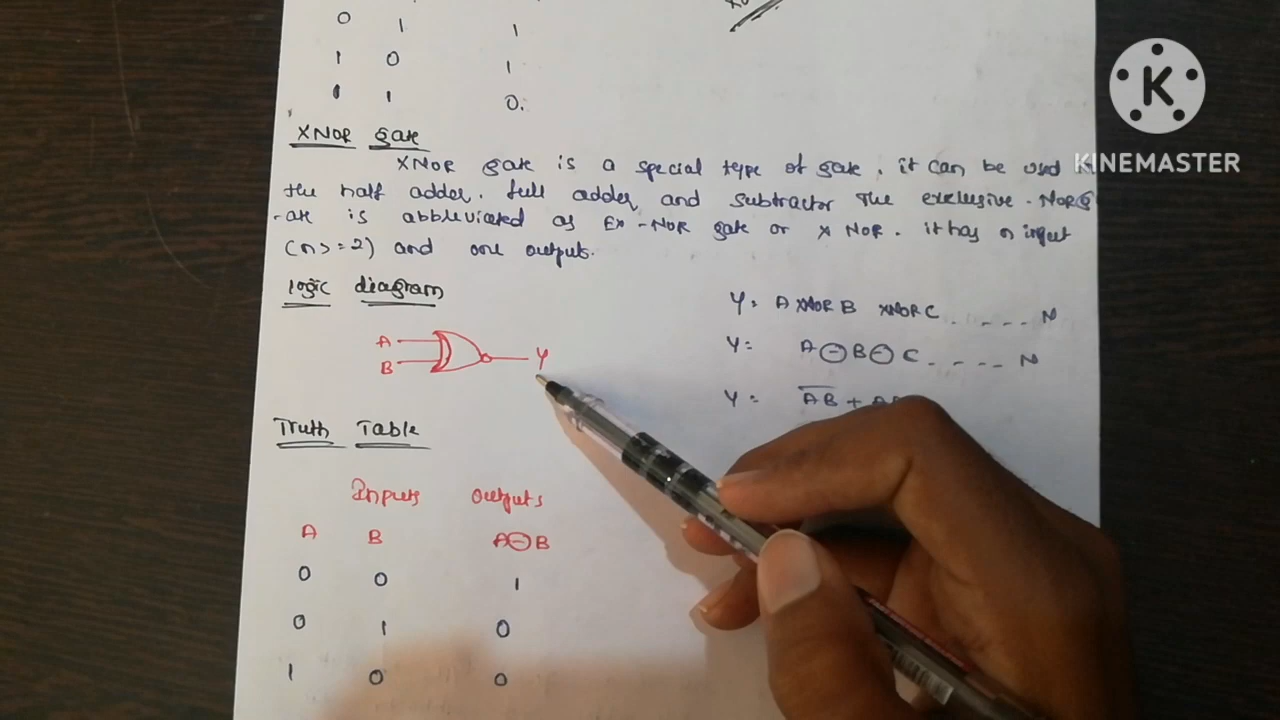 0 1 1
1 0 1
1 1 0.
XNOR gate
XNOR gate is a special type of gate. it can be used
the half adder. full adder and subtractor The exclusive-NOR G
-ate is abbleviated as Ex-NOR gate or X NOR. it has n input
(n>=2) and one output.
logic diagram
A
B
Y
Y= A XNOR B XNOR C ---- N
Y= A ⊖ B ⊖ C ---- N
Y= A̅B̅ +
Truth Table
Inputs Outputs
A B A⊖B
0 0 1
0 1 0
1 0 0
K
KINEMASTER